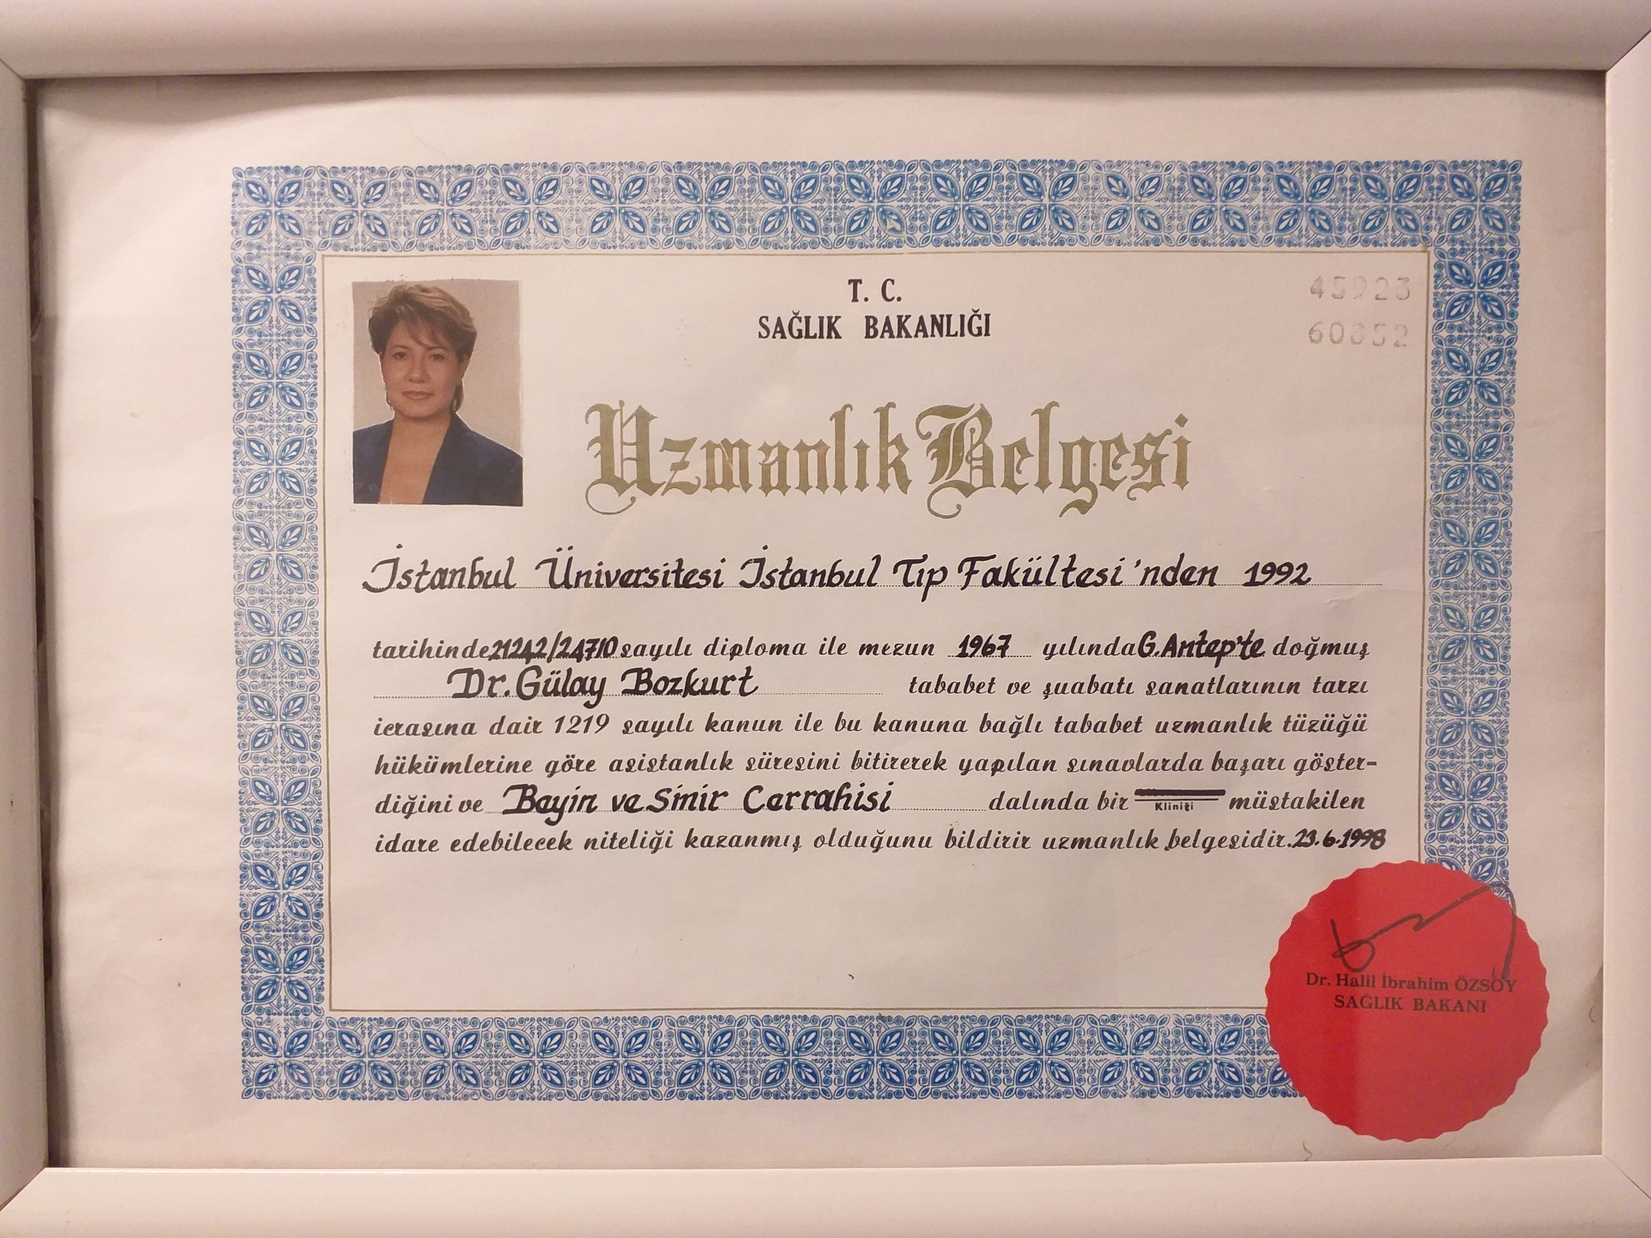 T. C.
SAĞLIK BAKANLIĞI
45923
Uzmanlık Belgesi
İstanbul Üniversitesi İstanbul Tıp Fakültesi'nden 1992
tarihinde 21242/24710 sayılı diploma ile mezun 1967 yılında G.Antep'te doğmuş
Dr. Gülay Bozkurt tababet ve şuabatı sanatlarının tarzı
icrasına dair 1219 sayılı kanun ile bu kanuna bağlı tababet uzmanlık tüzüğü
hükümlerine göre asistanlık süresini bitirerek yapılan sınavlarda başarı göster-
diğini ve Beyin ve Sinir Cerrahisi dalında bir Kliniği müstakilen
idare edebilecek niteliği kazanmış olduğunu bildirir uzmanlık belgesidir. 23.6.1998
Dr. Halil İbrahim ÖZSOY
SAĞLIK BAKANI